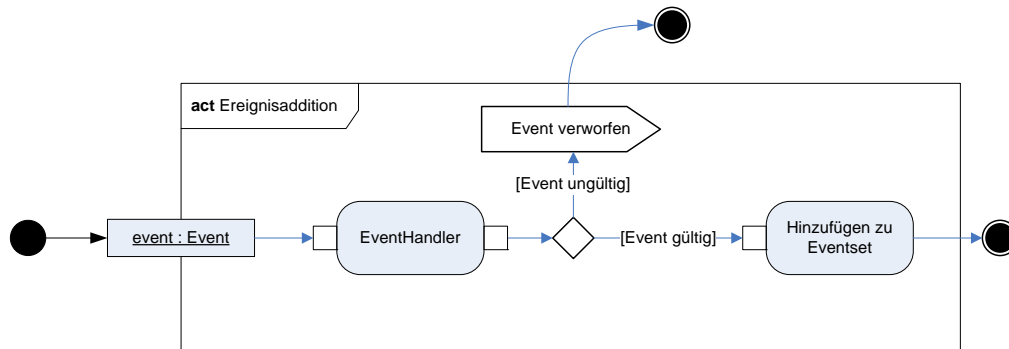 act Ereignisaddition
Event verworfen
[Event ungültig]
event : Event
EventHandler
[Event gültig]
Hinzufügen zu
Eventset